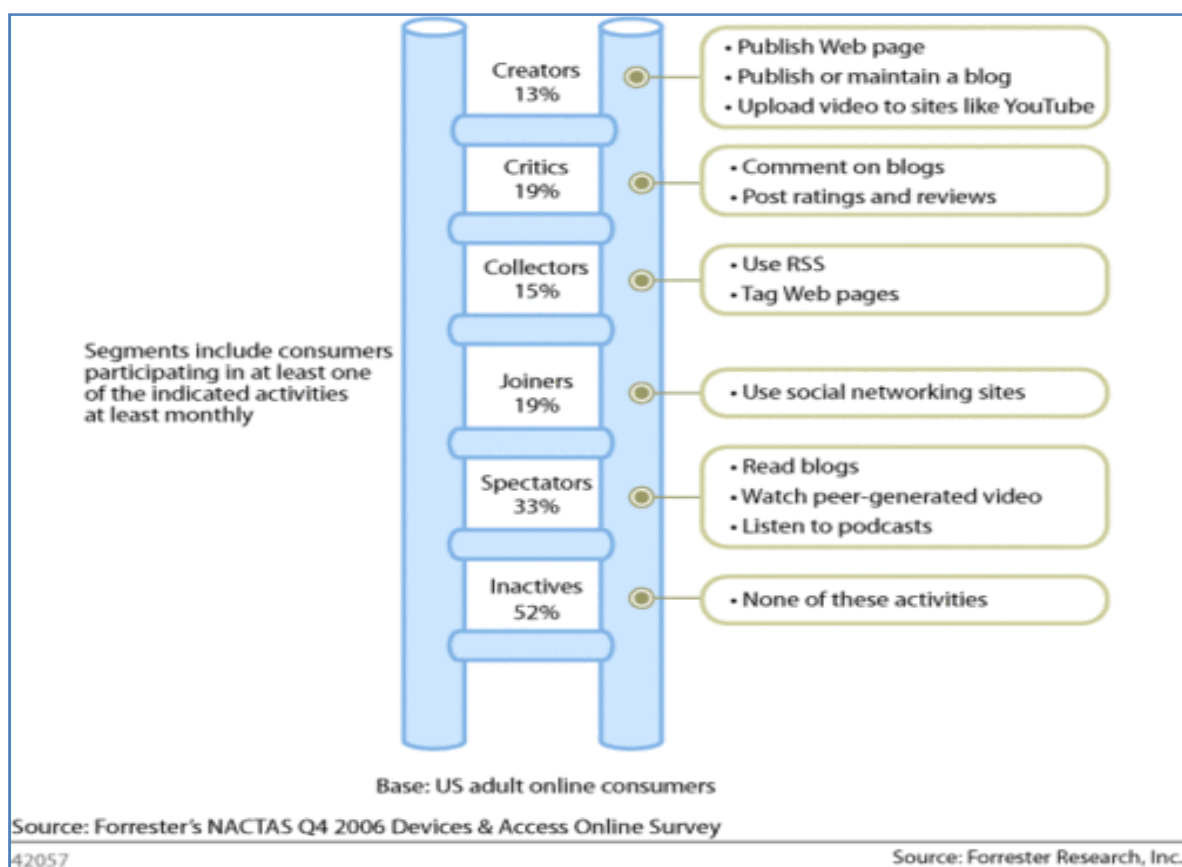 Creators
13%
• Publish Web page
• Publish or maintain a blog
• Upload video to sites like YouTube
Critics
19%
• Comment on blogs
• Post ratings and reviews
Collectors
15%
• Use RSS
• Tag Web pages
Segments include consumers
participating in at least one
of the indicated activities
at least monthly
Joiners
19%
• Use social networking sites
Spectators
33%
• Read blogs
• Watch peer-generated video
• Listen to podcasts
Inactives
52%
• None of these activities
Base: US adult online consumers
Source: Forrester's NACTAS Q4 2006 Devices & Access Online Survey
42057
Source: Forrester Research, Inc.